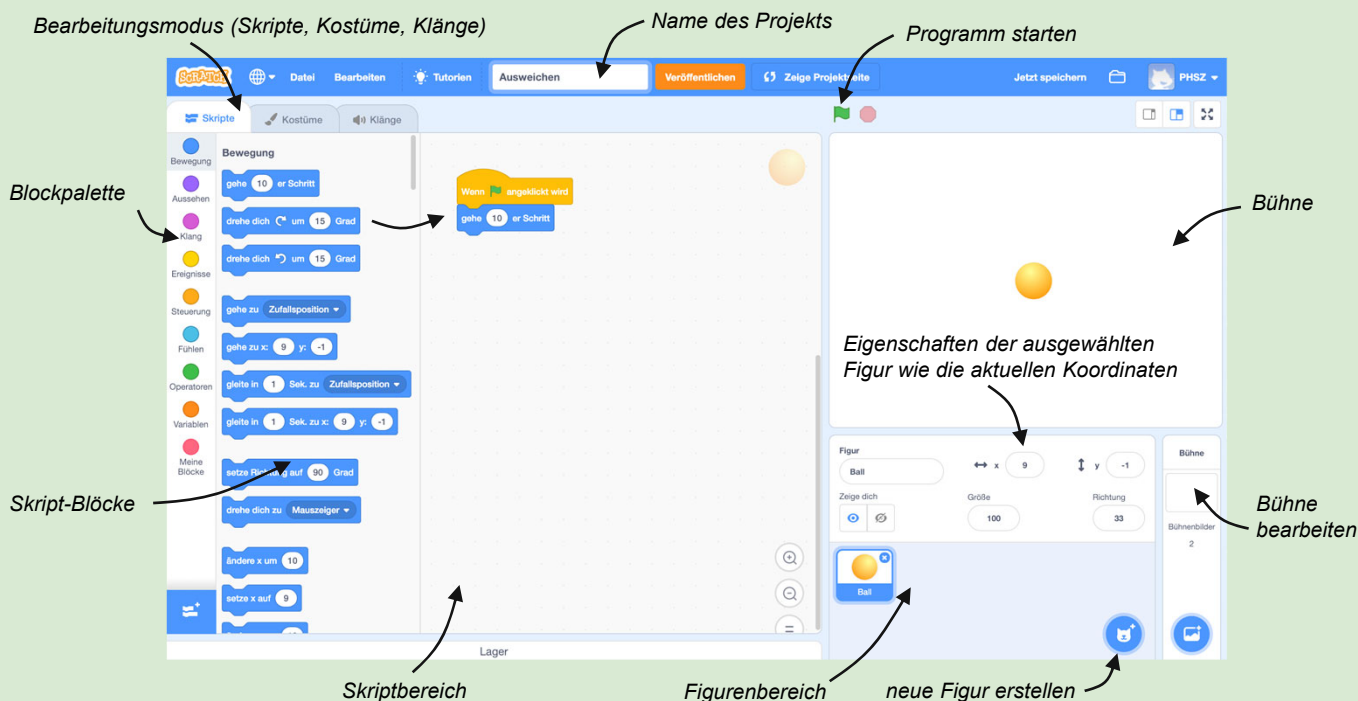 Bearbeitungsmodus (Skripte, Kostüme, Klänge)
Name des Projekts
Programm starten
SCRATCH
Datei
Bearbeiten
Tutorien
Ausweichen
Veröffentlichen
Zeige Projektseite
Jetzt speichern
PHSZ
Skripte
Kostüme
Klänge
Blockpalette
Bewegung
Aussehen
Klang
Ereignisse
Steuerung
Fühlen
Operatoren
Variablen
Meine
Blöcke
Skript-Blöcke
Bewegung
gehe 10 er Schritt
drehe dich um 15 Grad
drehe dich um 15 Grad
gehe zu Zufallsposition
gehe zu x: 9 y: -1
gleite in 1 Sek. zu Zufallsposition
gleite in 1 Sek. zu x: 9 y: -1
setze Richtung auf 90 Grad
drehe dich zu Mauszeiger
ändere x um 10
setze x auf 9
Wenn angeklickt wird
gehe 10 er Schritt
Bühne
Eigenschaften der ausgewählten
Figur wie die aktuellen Koordinaten
Figur
Ball
x 9
y -1
Zeige dich
Größe
100
Richtung
33
Ball
Bühne
Bühnenbilder
2
Bühne
bearbeiten
Lager
Skriptbereich
Figurenbereich
neue Figur erstellen